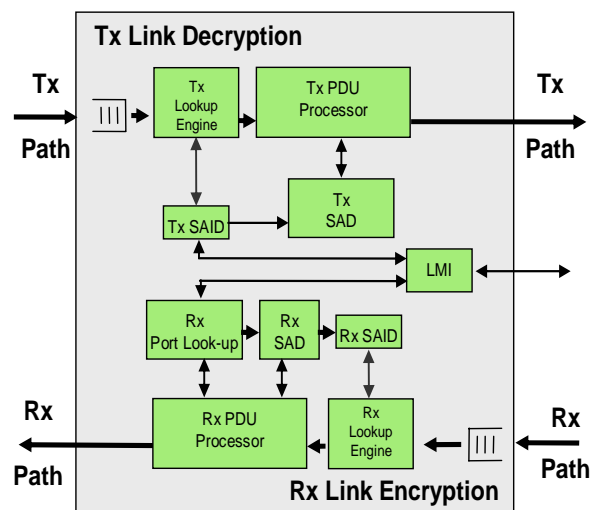 Tx Link Decryption
Tx
Path
Tx
Lookup
Engine
Tx PDU
Processor
Tx
Path
Tx SAID
Tx
SAD
LMI
Rx
Port Look-up
Rx
SAD
Rx SAID
Rx
Path
Rx PDU
Processor
Rx
Lookup
Engine
Rx
Path
Rx Link Encryption